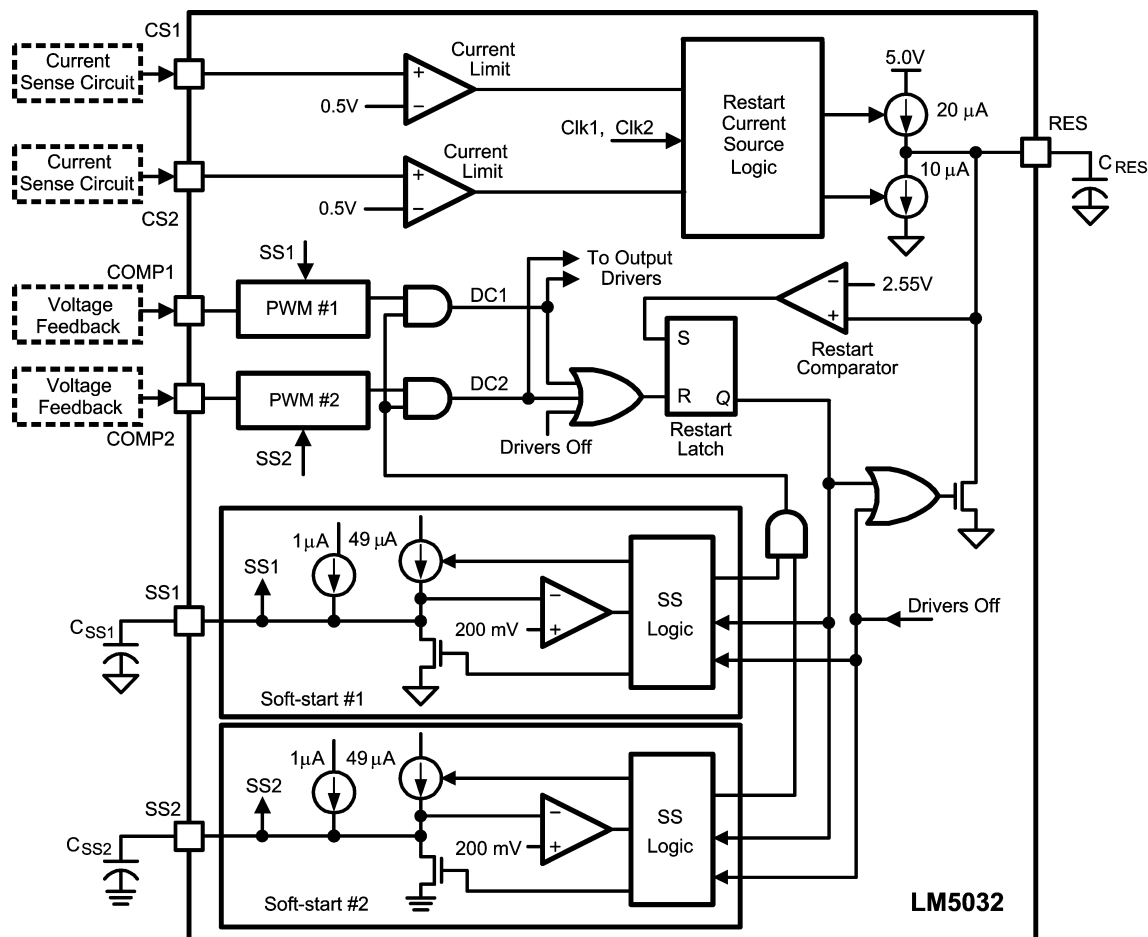 CS1
Current
Sense Circuit
Current
Limit
+
−
0.5V
Restart
Current
Source
Logic
Clk1, Clk2
5.0V
20 µA
RES
10 µA
C RES
Current
Sense Circuit
Current
Limit
+
−
0.5V
CS2
COMP1
SS1
Voltage
Feedback
PWM #1
DC1
To Output
Drivers
−
2.55V
+
Restart
Comparator
S
R
Q
Restart
Latch
Voltage
Feedback
PWM #2
DC2
COMP2
SS2
Drivers Off
1µA
49 µA
SS1
SS1
C SS1
−
200 mV
+
SS
Logic
Drivers Off
Soft-start #1
1µA
49 µA
SS2
SS2
C SS2
−
200 mV
+
SS
Logic
Soft-start #2
LM5032